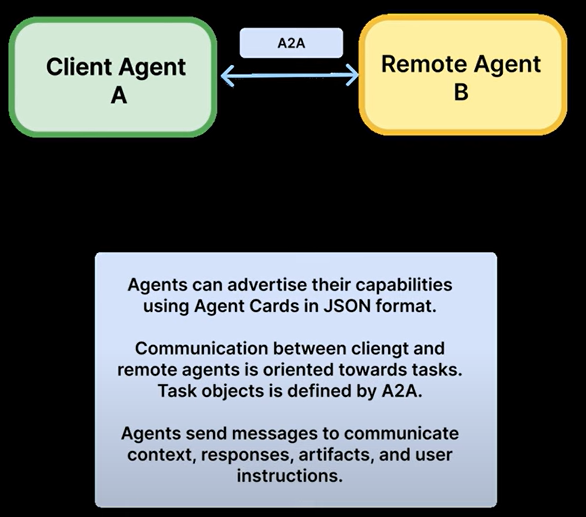 Client Agent
A
A2A
Remote Agent
B
Agents can advertise their capabilities
using Agent Cards in JSON format.
Communication between cliengt and
remote agents is oriented towards tasks.
Task objects is defined by A2A.
Agents send messages to communicate
context, responses, artifacts, and user
instructions.